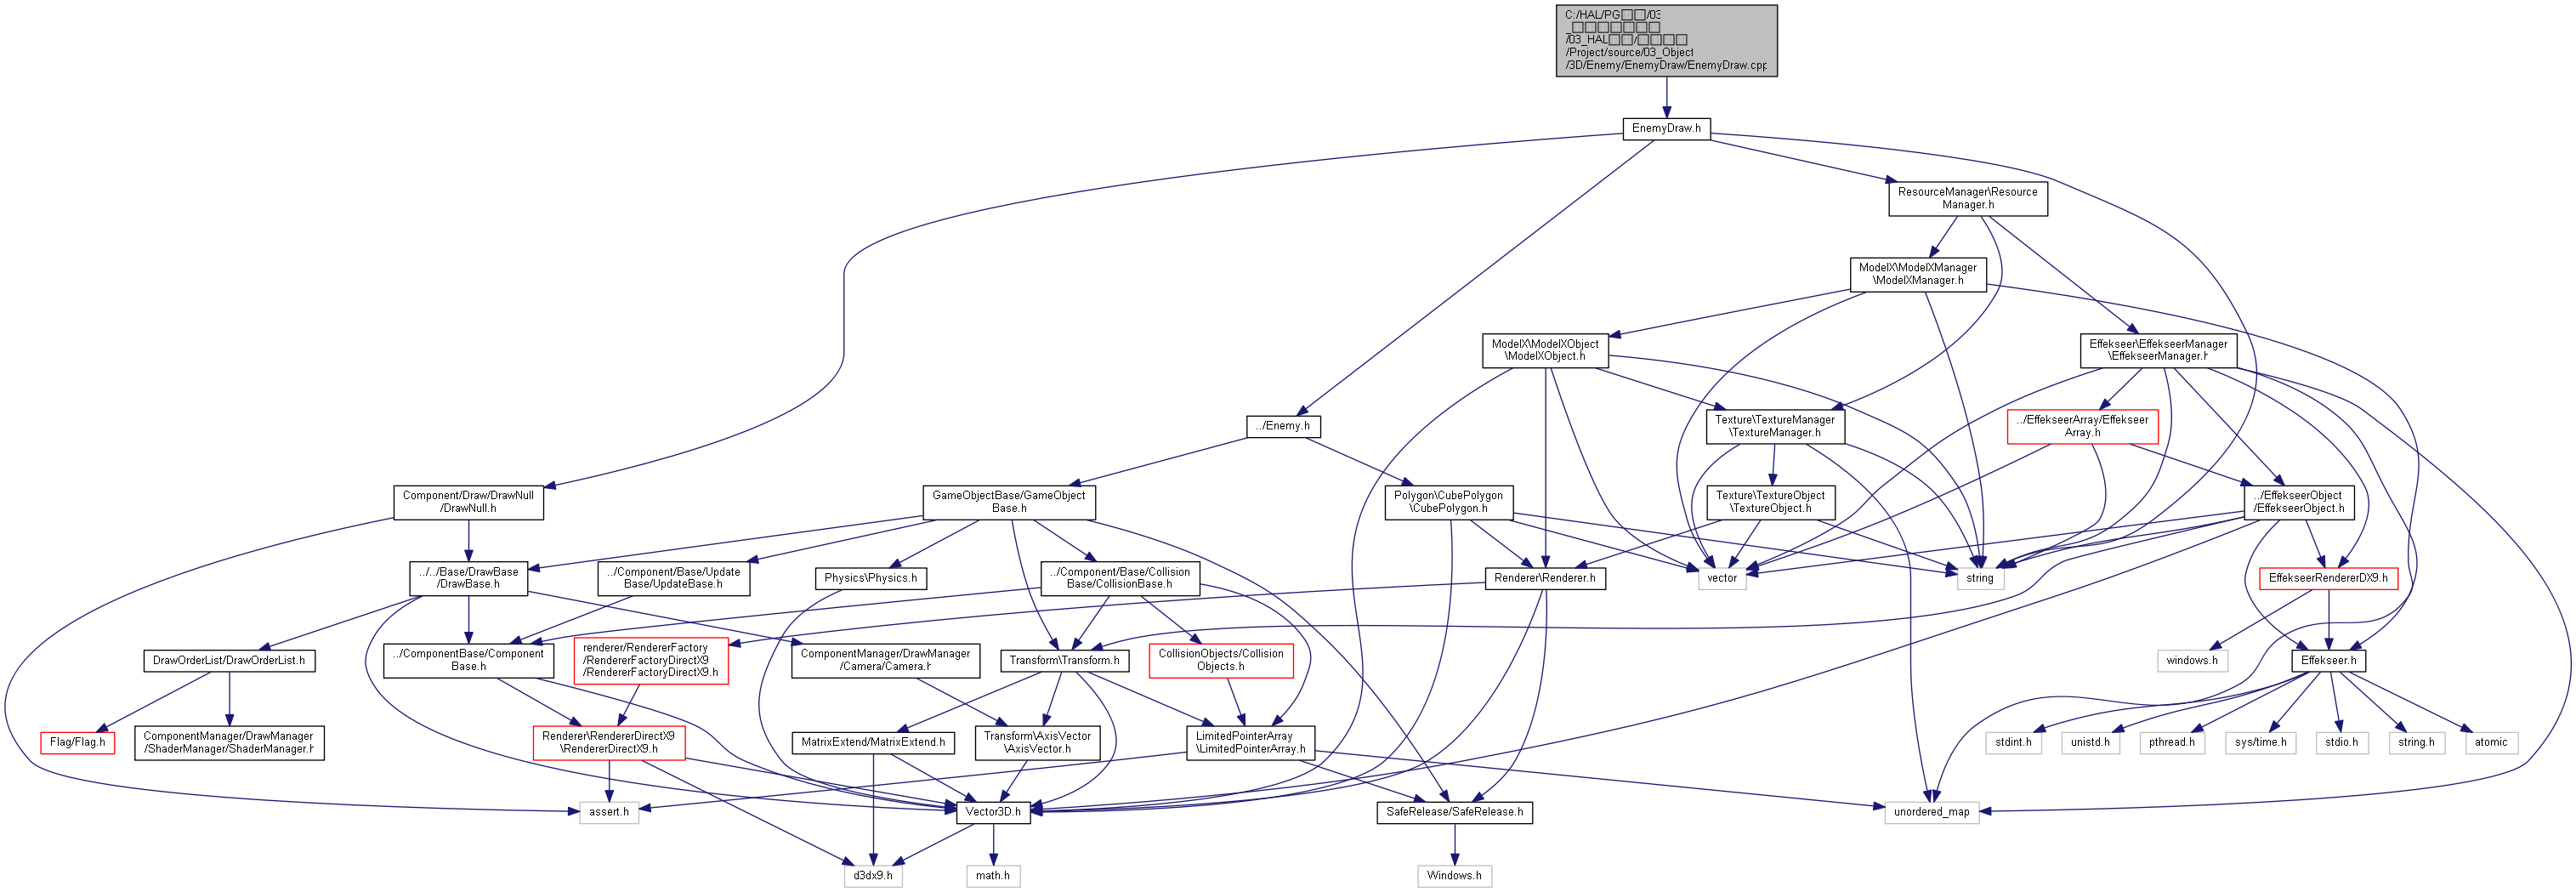 C:/HAL/PG□□/03
_□□□□□□□
/03_HAL□□/□□□□
/Project/source/03_Object
/3D/Enemy/EnemyDraw/EnemyDraw.cpp
EnemyDraw.h
ResourceManager\Resource
Manager.h
ModelX\ModelXManager
\ModelXManager.h
ModelX\ModelXObject
\ModelXObject.h
Effekseer\EffekseerManager
\EffekseerManager.h
../Enemy.h
Texture\TextureManager
\TextureManager.h
../EffekseerArray/Effekseer
Array.h
Component/Draw/DrawNull
/DrawNull.h
GameObjectBase/GameObject
Base.h
Polygon\CubePolygon
\CubePolygon.h
Texture\TextureObject
\TextureObject.h
../EffekseerObject
/EffekseerObject.h
../../Base/DrawBase
/DrawBase.h
../Component/Base/Update
Base/UpdateBase.h
Physics\Physics.h
../Component/Base/Collision
Base/CollisionBase.h
Renderer\Renderer.h
vector
string
EffekseerRendererDX9.h
DrawOrderList/DrawOrderList.h
../ComponentBase/Component
Base.h
renderer/RendererFactory
/RendererFactoryDirectX9
/RendererFactoryDirectX9.h
ComponentManager/DrawManager
/Camera/Camera.h
Transform\Transform.h
CollisionObjects/Collision
Objects.h
windows.h
Effekseer.h
Flag/Flag.h
ComponentManager/DrawManager
/ShaderManager/ShaderManager.h
Renderer\RendererDirectX9
\RendererDirectX9.h
MatrixExtend/MatrixExtend.h
Transform\AxisVector
\AxisVector.h
LimitedPointerArray
\LimitedPointerArray.h
stdint.h
unistd.h
pthread.h
sys/time.h
stdio.h
string.h
atomic
assert.h
Vector3D.h
SafeRelease/SafeRelease.h
unordered_map
d3dx9.h
math.h
Windows.h